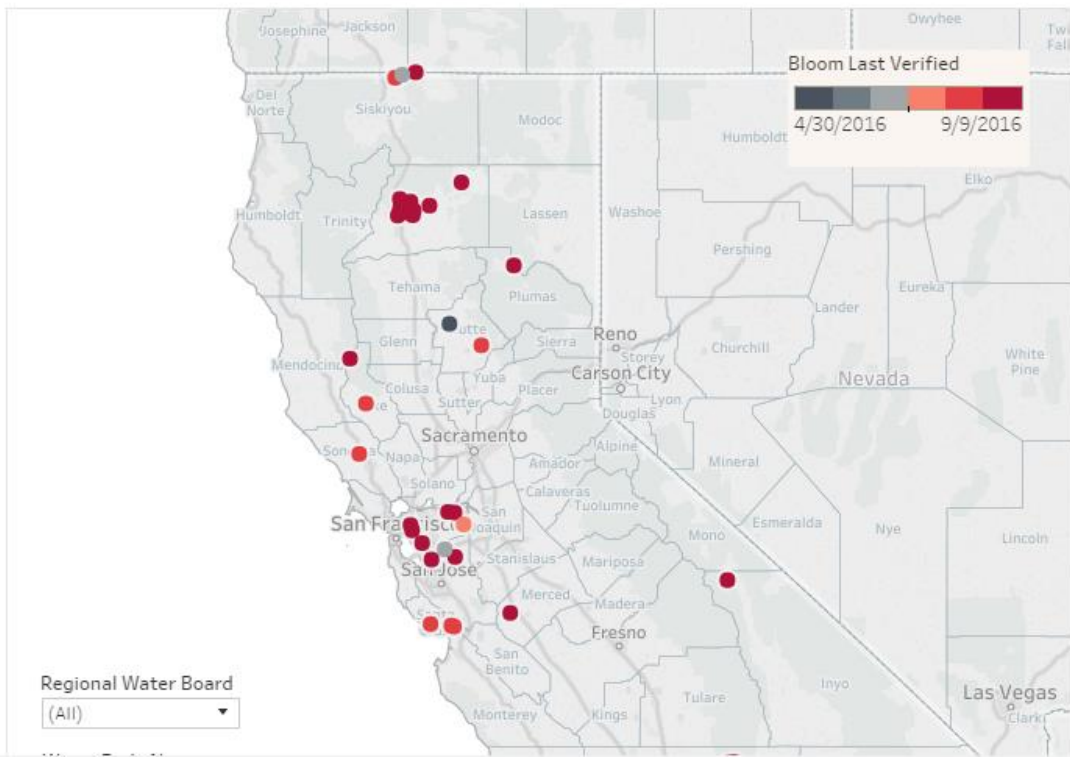 Owyhee
Josephine
Jackson
Twin
Fall
Bloom Last Verified
4/30/2016
9/9/2016
Del
Norte
Siskiyou
Modoc
Humboldt
Elko
Humboldt
Trinity
Lassen
Washoe
Pershing
Tehama
Plumas
Eureka
Lander
Glenn
Sierra
Reno
Storey
Churchill
White
Pine
Mendocino
Colusa
Yuba
Sutter
Placer
Carson City
Lyon
Douglas
Nevada
Sacramento
Napa
Alpine
Amador
Mineral
Solano
Calaveras
Tuolumne
San
San Francisco
Mono
Esmeralda
Nye
Lincoln
Stanislaus
Mariposa
San Jose
Merced
Madera
Fresno
San
Benito
Inyo
Tulare
Monterey
Kings
Las Vegas
Clark
Regional Water Board
(All)